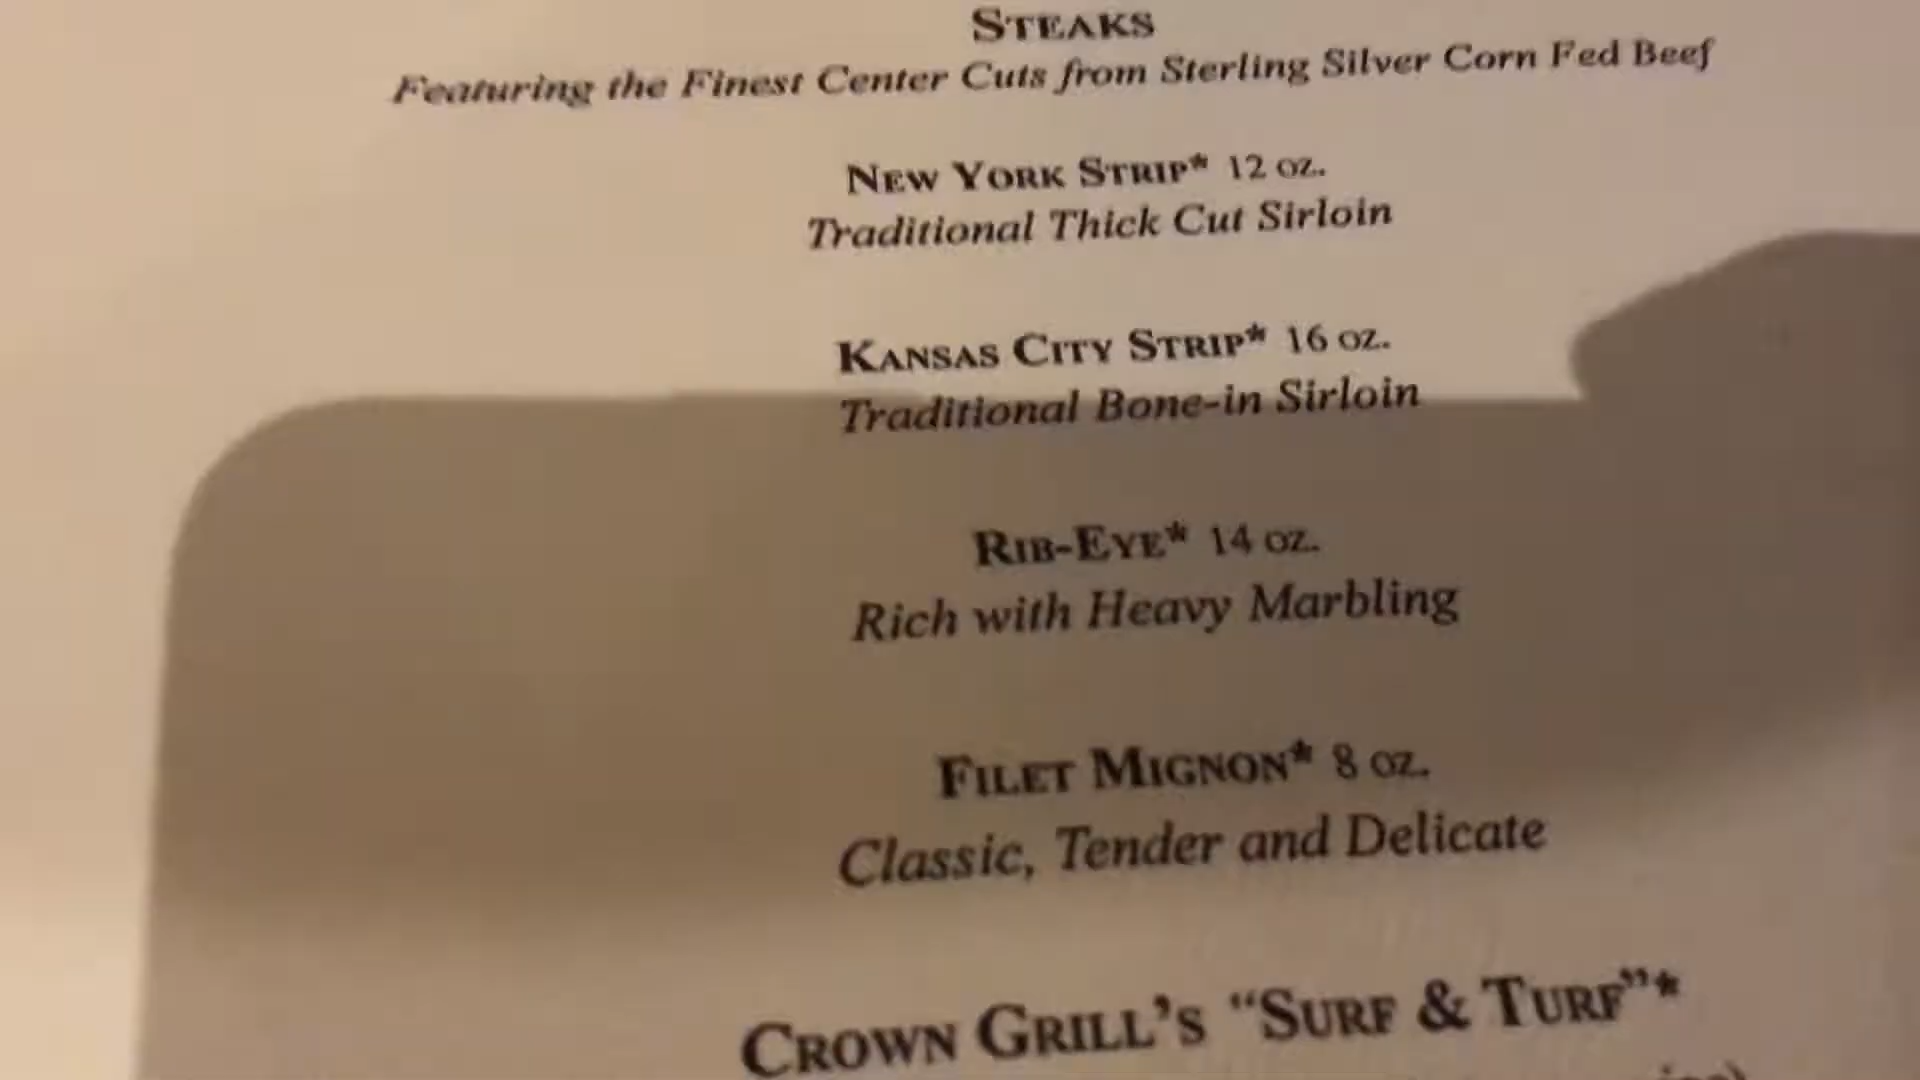 STEAKS
Featuring the Finest Center Cuts from Sterling Silver Corn Fed Beef
NEW YORK STRIP* 12 OZ.
Traditional Thick Cut Sirloin
KANSAS CITY STRIP* 16 OZ.
Traditional Bone-in Sirloin
RIB-EYE* 14 OZ.
Rich with Heavy Marbling
FILET MIGNON* 8 OZ.
Classic, Tender and Delicate
CROWN GRILL'S "SURF & TURF"*